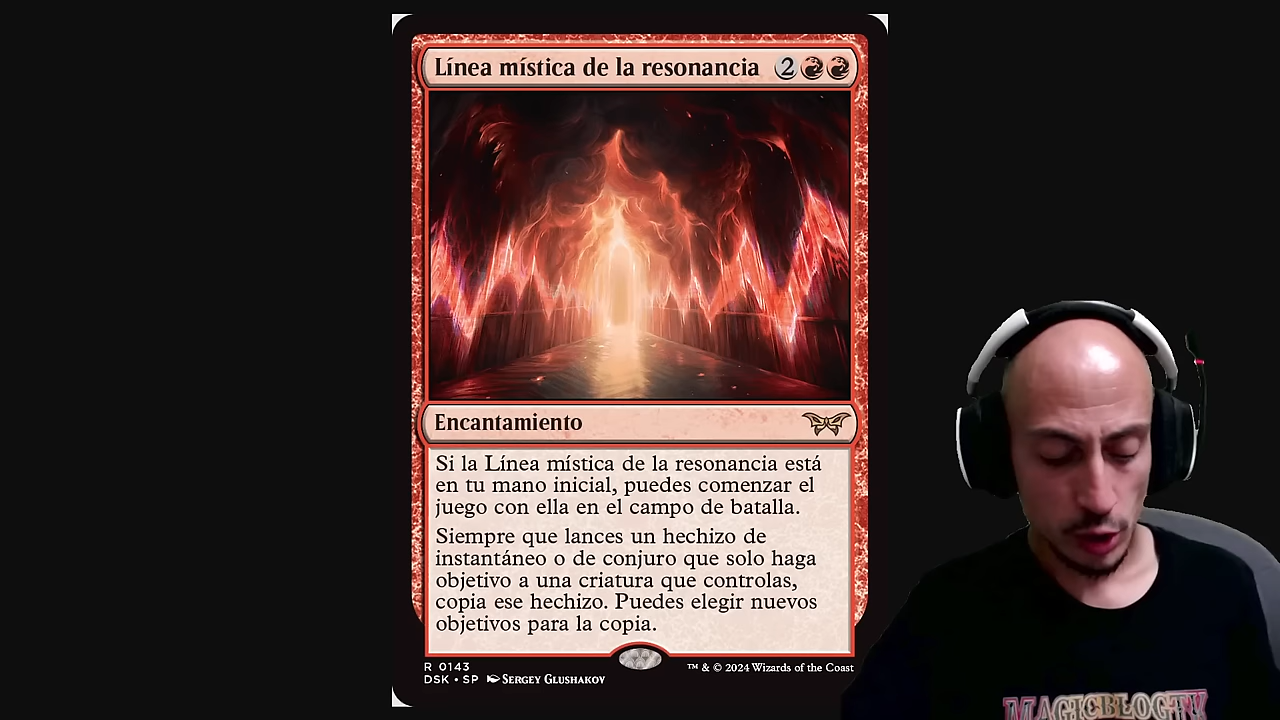 Línea mística de la resonancia 2
Encantamiento
Si la Línea mística de la resonancia está
en tu mano inicial, puedes comenzar el
juego con ella en el campo de batalla.
Siempre que lances un hechizo de
instantáneo o de conjuro que solo haga
objetivo a una criatura que controlas,
copia ese hechizo. Puedes elegir nuevos
objetivos para la copia.
R 0143
DSK • SP SERGEY GLUSHAKOV
™ & © 2024 Wizards of the Coast
MAGICBLOGTV